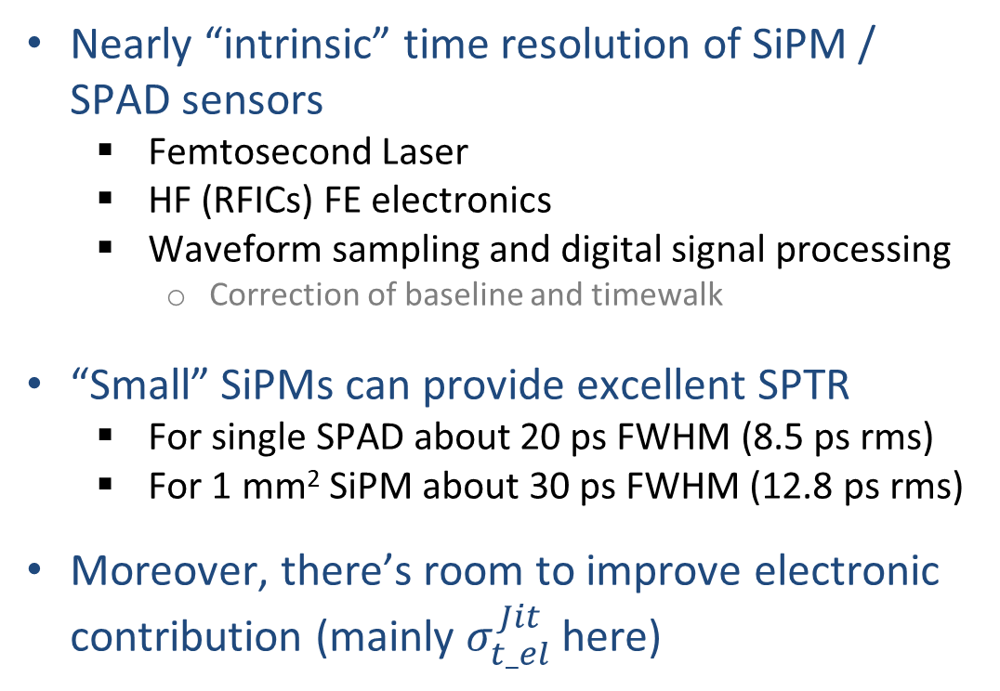 • Nearly “intrinsic” time resolution of SiPM /
SPAD sensors
▪ Femtosecond Laser
▪ HF (RFICs) FE electronics
▪ Waveform sampling and digital signal processing
○ Correction of baseline and timewalk
• “Small” SiPMs can provide excellent SPTR
▪ For single SPAD about 20 ps FWHM (8.5 ps rms)
▪ For 1 mm² SiPM about 30 ps FWHM (12.8 ps rms)
• Moreover, there’s room to improve electronic
contribution (mainly $\sigma_{t\_el}^{Jit}$ here)